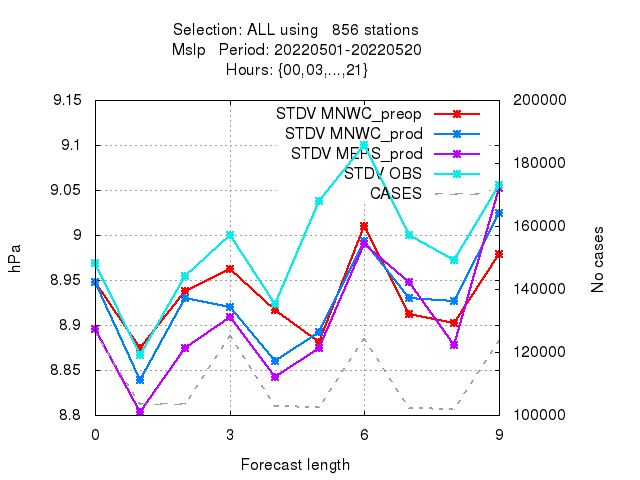 Selection: ALL using 856 stations
Mslp Period: 20220501-20220520
Hours: {00,03,...,21}
9.15 200000
STDV MNWC_preop
STDV MNWC_prod
9.1
STDV MEPS_prod
180000
STDV OBS
9.05
CASES
160000
9
hPa
No cases
8.95 140000
8.9
120000
8.85
8.8 100000
0 3 6 9
Forecast length